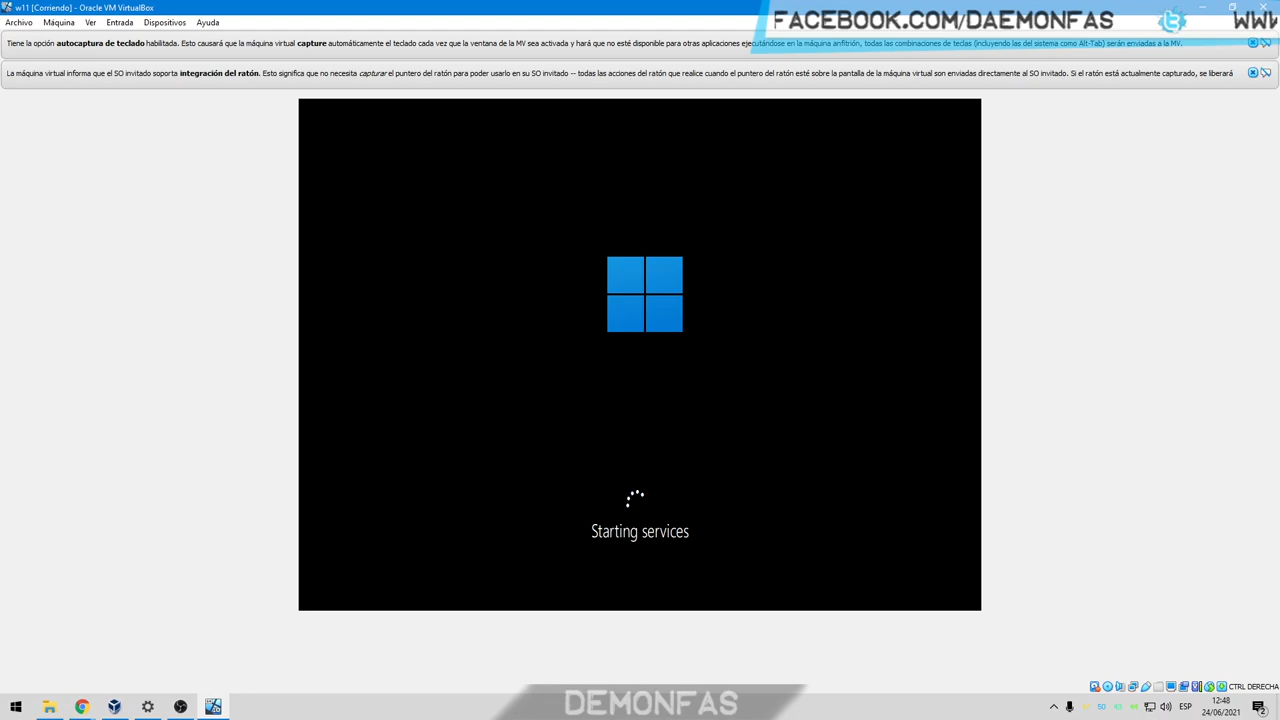 w11 [Corriendo] - Oracle VM VirtualBox
FACEBOOK.COM/DAEMONFAS
WW
Archivo Máquina Ver Entrada Dispositivos Ayuda
Tiene la opción autocaptura de teclado habilitada. Esto causará que la máquina virtual capture automáticamente el teclado cada vez que la ventana de la MV sea activada y hará que no esté disponible para otras aplicaciones ejecutándose en la máquina anfitrión, todas las combinaciones de teclas (incluyendo las del sistema como Alt-Tab) serán enviadas a la MV.
La máquina virtual informa que el SO invitado soporta integración del ratón. Esto significa que no necesita capturar el puntero del ratón para poder usarlo en su SO invitado -- todas las acciones del ratón que realice cuando el puntero del ratón esté sobre la pantalla de la máquina virtual son enviadas directamente al SO invitado. Si el ratón está actualmente capturado, se liberará
Starting services
CTRL DERECHA
DEMONFAS
ESP
12:48
24/06/2021
2